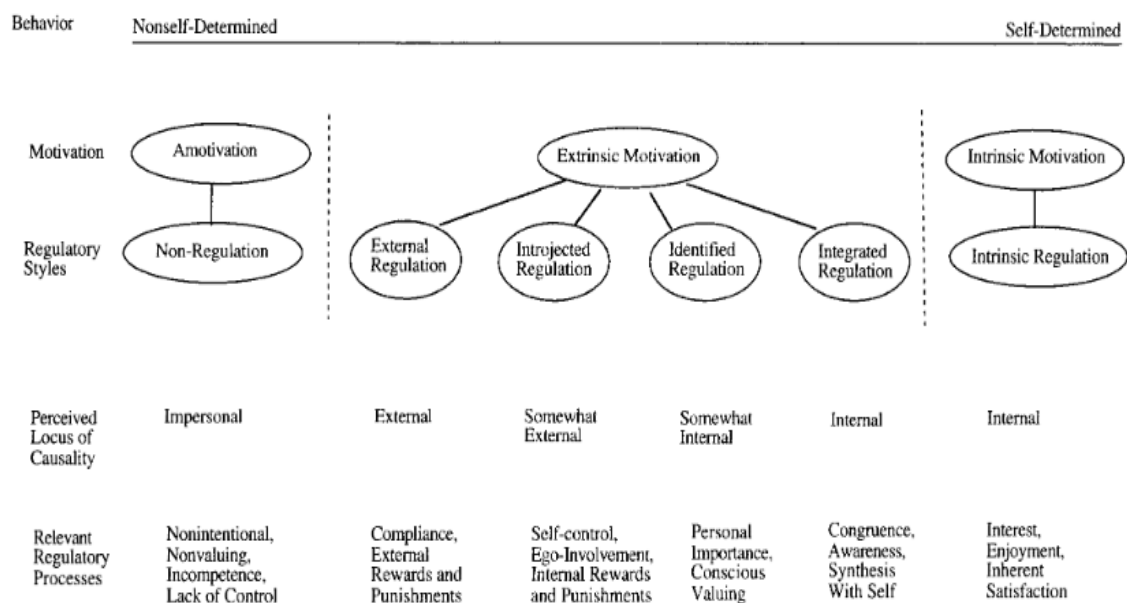 Behavior Nonself-Determined Self-Determined
Motivation Amotivation Extrinsic Motivation Intrinsic Motivation
Regulatory
Styles
Non-Regulation
External
Regulation
Introjected
Regulation
Identified
Regulation
Integrated
Regulation
Intrinsic Regulation
Perceived
Locus of
Causality
Impersonal
External
Somewhat
External
Somewhat
Internal
Internal
Internal
Relevant
Regulatory
Processes
Nonintentional,
Nonvaluing,
Incompetence,
Lack of Control
Compliance,
External
Rewards and
Punishments
Self-control,
Ego-Involvement,
Internal Rewards
and Punishments
Personal
Importance,
Conscious
Valuing
Congruence,
Awareness,
Synthesis
With Self
Interest,
Enjoyment,
Inherent
Satisfaction